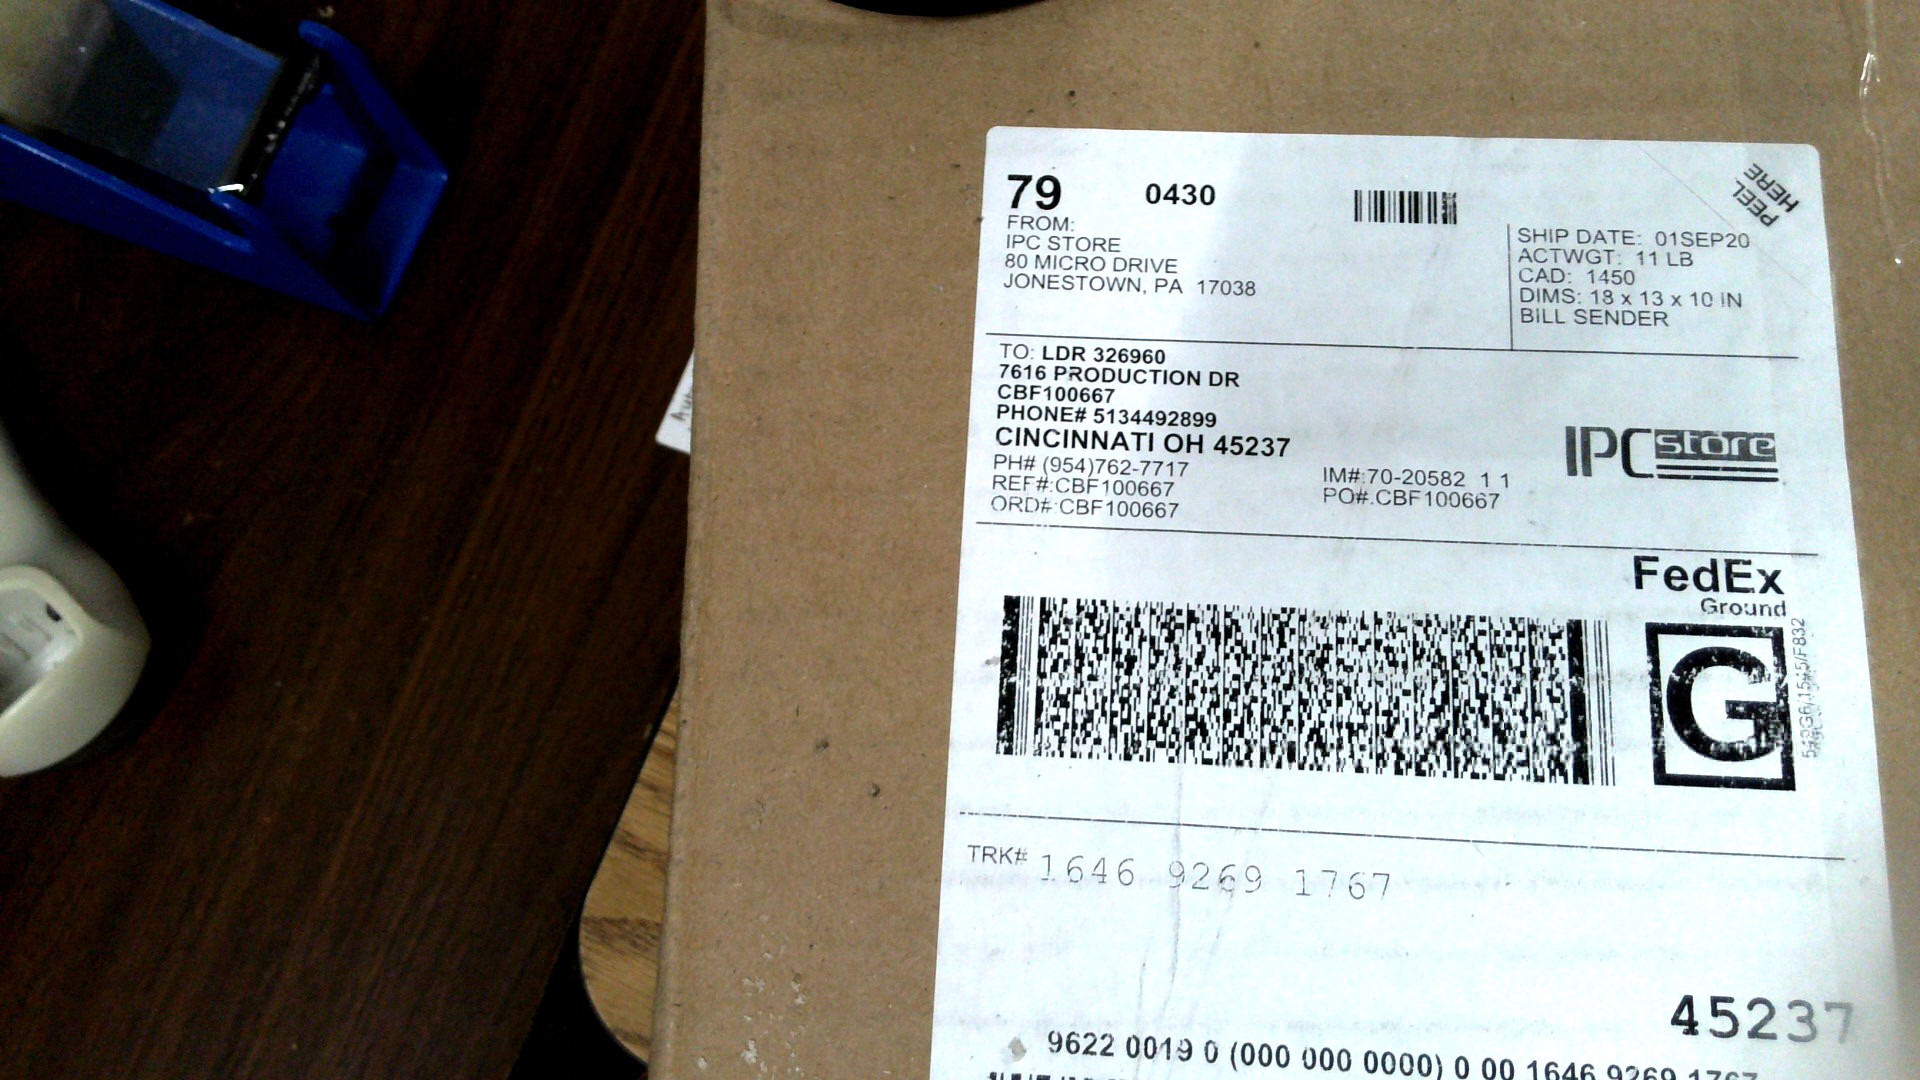 79 0430
PEEL
HERE
FROM:
IPC STORE
80 MICRO DRIVE
JONESTOWN, PA 17038
SHIP DATE: 01SEP20
ACTWGT: 11 LB
CAD: 1450
DIMS: 18 x 13 x 10 IN
BILL SENDER
TO: LDR 326960
7616 PRODUCTION DR
CBF100667
PHONE# 5134492899
CINCINNATI OH 45237
PH# (954)762-7717
REF#:CBF100667
ORD#:CBF100667
IM#:70-20582 1 1
PO#.CBF100667
IPC store
FedEx
Ground
G
TRK# 1646 9269 1767
45237
9622 0019 0 (000 000 0000) 0 00 1646 9269 1767